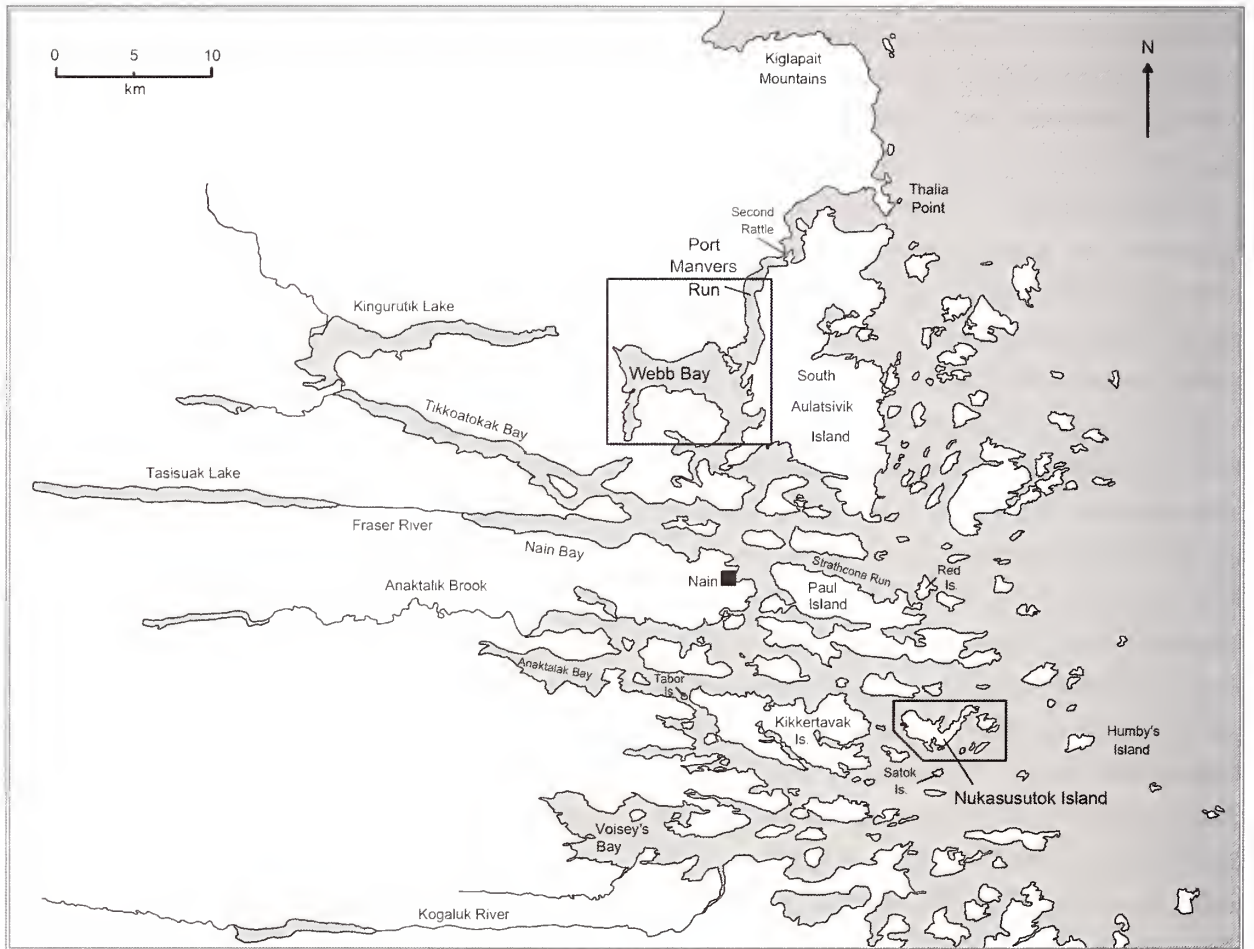 0 5 10
km
N
Kiglapait
Mountains
Thalia
Point
Second
Rattle
Port
Manvers
Run
Kingurutik Lake
Webb Bay
South
Aulatsivik
Island
Tikkoatokak Bay
Tasisuak Lake
Fraser River
Nain Bay
Strathcona Run
Red
Is.
Nain
Paul
Island
Anaktalik Brook
Anaktalak Bay
Tabor
Is.
Kikkertavak
Is.
Humby's
Island
Satok
Is.
Nukasusutok Island
Voisey's
Bay
Kogaluk River